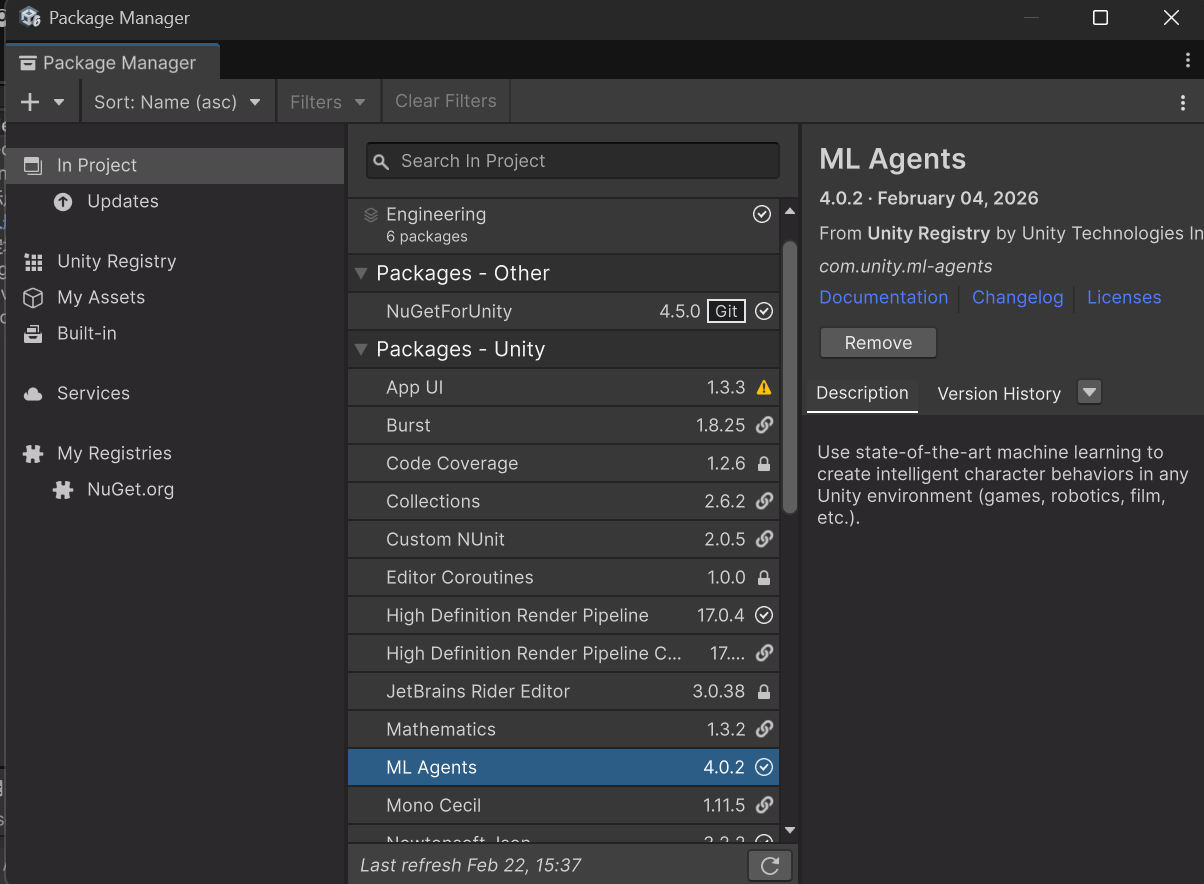 Package Manager
Package Manager
Sort: Name (asc)
Filters
Clear Filters
In Project
Updates
Unity Registry
My Assets
Built-in
Services
My Registries
NuGet.org
Search In Project
Engineering
6 packages
Packages - Other
NuGetForUnity 4.5.0 Git
Packages - Unity
App UI 1.3.3
Burst 1.8.25
Code Coverage 1.2.6
Collections 2.6.2
Custom NUnit 2.0.5
Editor Coroutines 1.0.0
High Definition Render Pipeline 17.0.4
High Definition Render Pipeline C... 17....
JetBrains Rider Editor 3.0.38
Mathematics 1.3.2
ML Agents 4.0.2
Mono Cecil 1.11.5
Last refresh Feb 22, 15:37
ML Agents
4.0.2 · February 04, 2026
From Unity Registry by Unity Technologies In
com.unity.ml-agents
Documentation
Changelog
Licenses
Remove
Description
Version History
Use state-of-the-art machine learning to
create intelligent character behaviors in any
Unity environment (games, robotics, film,
etc.).